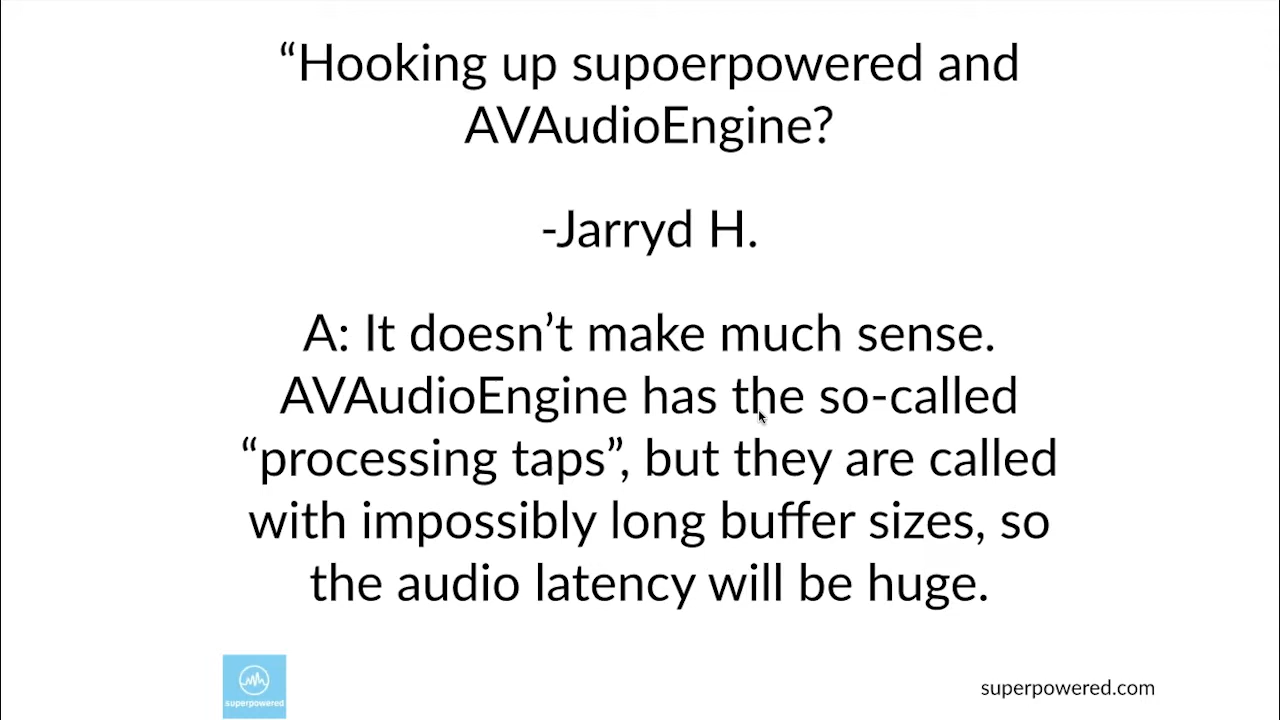 “Hooking up supoerpowered and
AVAudioEngine?
-Jarryd H.
A: It doesn’t make much sense.
AVAudioEngine has the so-called
“processing taps”, but they are called
with impossibly long buffer sizes, so
the audio latency will be huge.
superpowered
superpowered.com